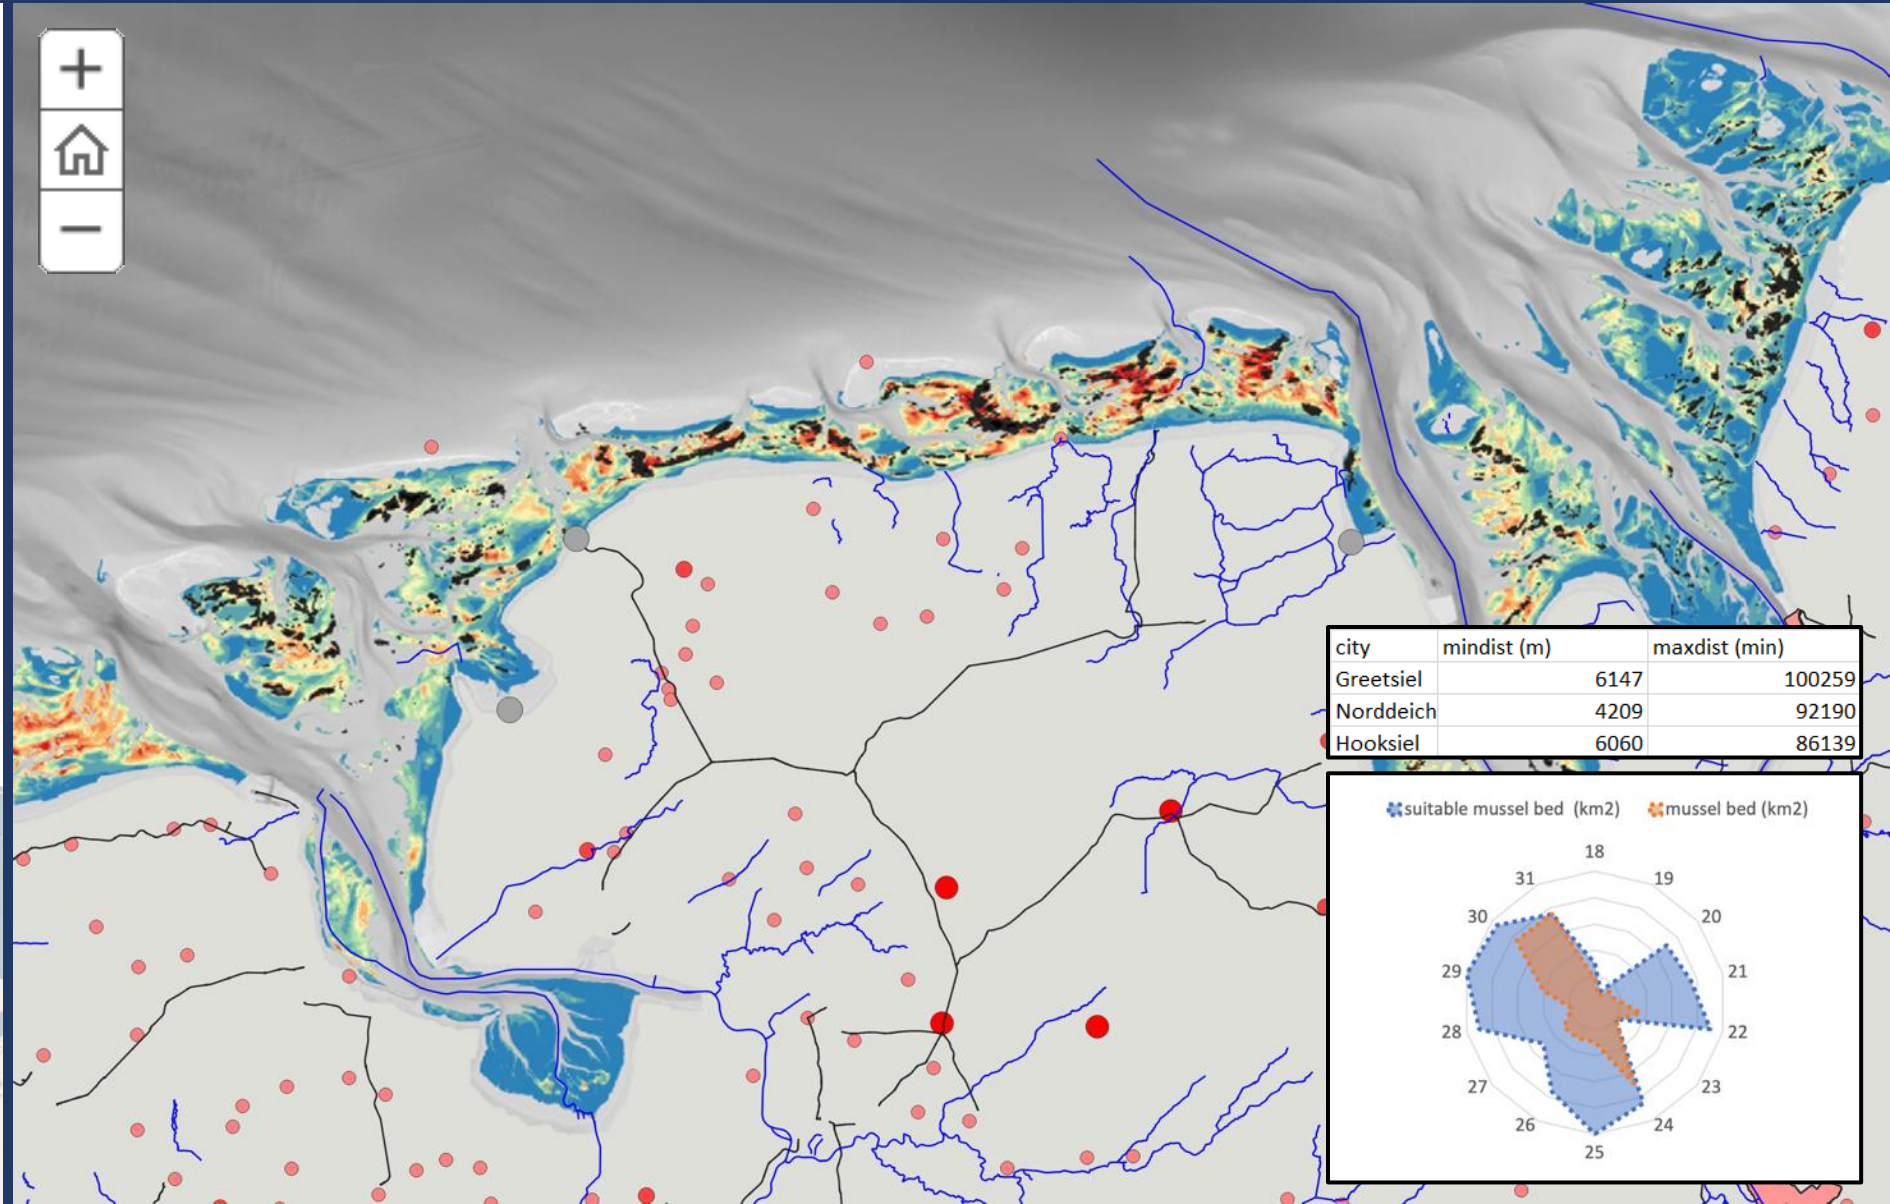 +
−
city mindist (m) maxdist (min)
Greetsiel 6147 100259
Norddeich 4209 92190
Hooksiel 6060 86139
suitable mussel bed (km2) mussel bed (km2)
18
31 19
30 20
29 21
28 22
27 23
26 24
25